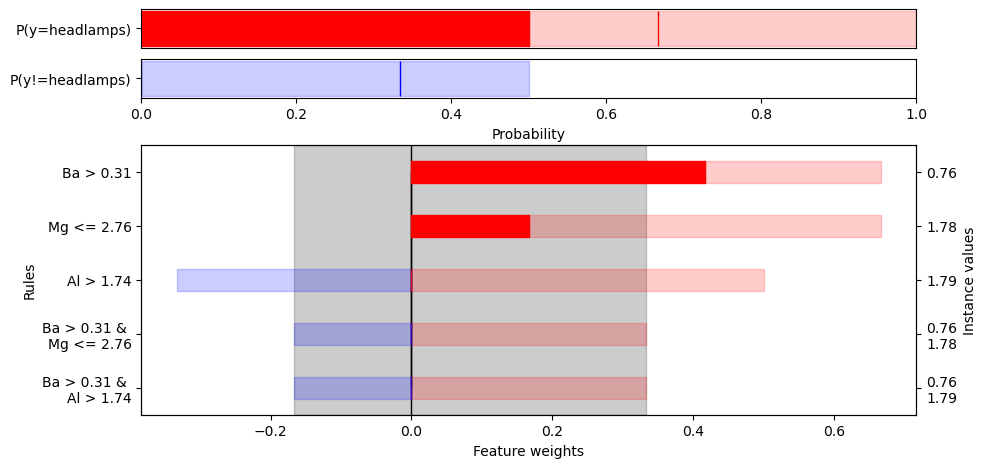 P(y=headlamps)
P(y!=headlamps)
0.0 0.2 0.4 0.6 0.8 1.0
Probability
Rules
Ba > 0.31 0.76
Mg <= 2.76 1.78
Al > 1.74 1.79
Ba > 0.31 & 0.76
Mg <= 2.76 1.78
Ba > 0.31 & 0.76
Al > 1.74 1.79
Instance values
−0.2 0.0 0.2 0.4 0.6
Feature weights